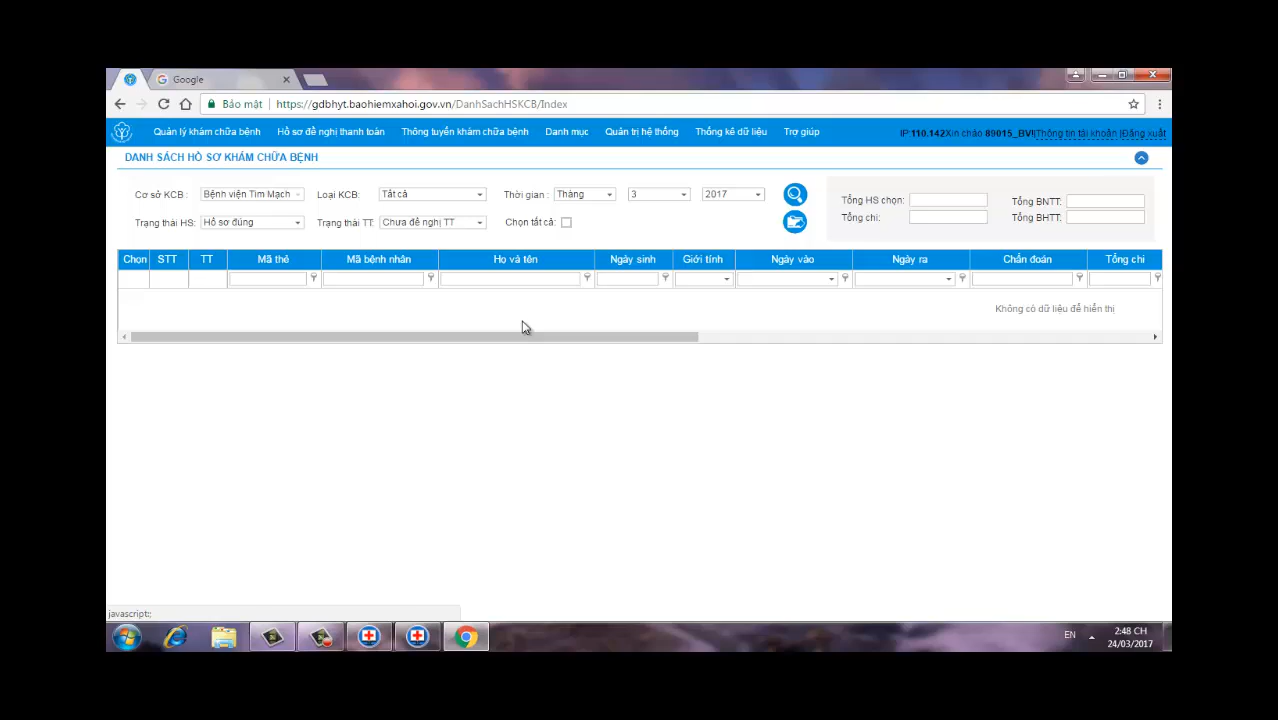 Google
Bảo mật https://gdbhyt.baohiemxahoi.gov.vn/DanhSachHSKCB/Index
Quản lý khám chữa bệnh Hồ sơ đề nghị thanh toán Thông tuyến khám chữa bệnh Danh mục Quản trị hệ thống Thống kê dữ liệu Trợ giúp IP:110.142Xin chào 89015_BV!|Thông tin tài khoản |Đăng xuất
DANH SÁCH HỒ SƠ KHÁM CHỮA BỆNH
Cơ sở KCB : Bệnh viện Tim Mạch Loại KCB: Tất cả Thời gian : Tháng 3 2017
Tổng HS chọn: Tổng BNTT:
Tổng chi: Tổng BHTT:
Trạng thái HS: Hồ sơ đúng Trạng thái TT: Chưa đề nghị TT Chọn tất cả:
Chọn STT TT Mã thẻ Mã bệnh nhân Họ và tên Ngày sinh Giới tính Ngày vào Ngày ra Chẩn đoán Tổng chi
Không có dữ liệu để hiển thị
javascript:;
EN 2:48 CH
24/03/2017